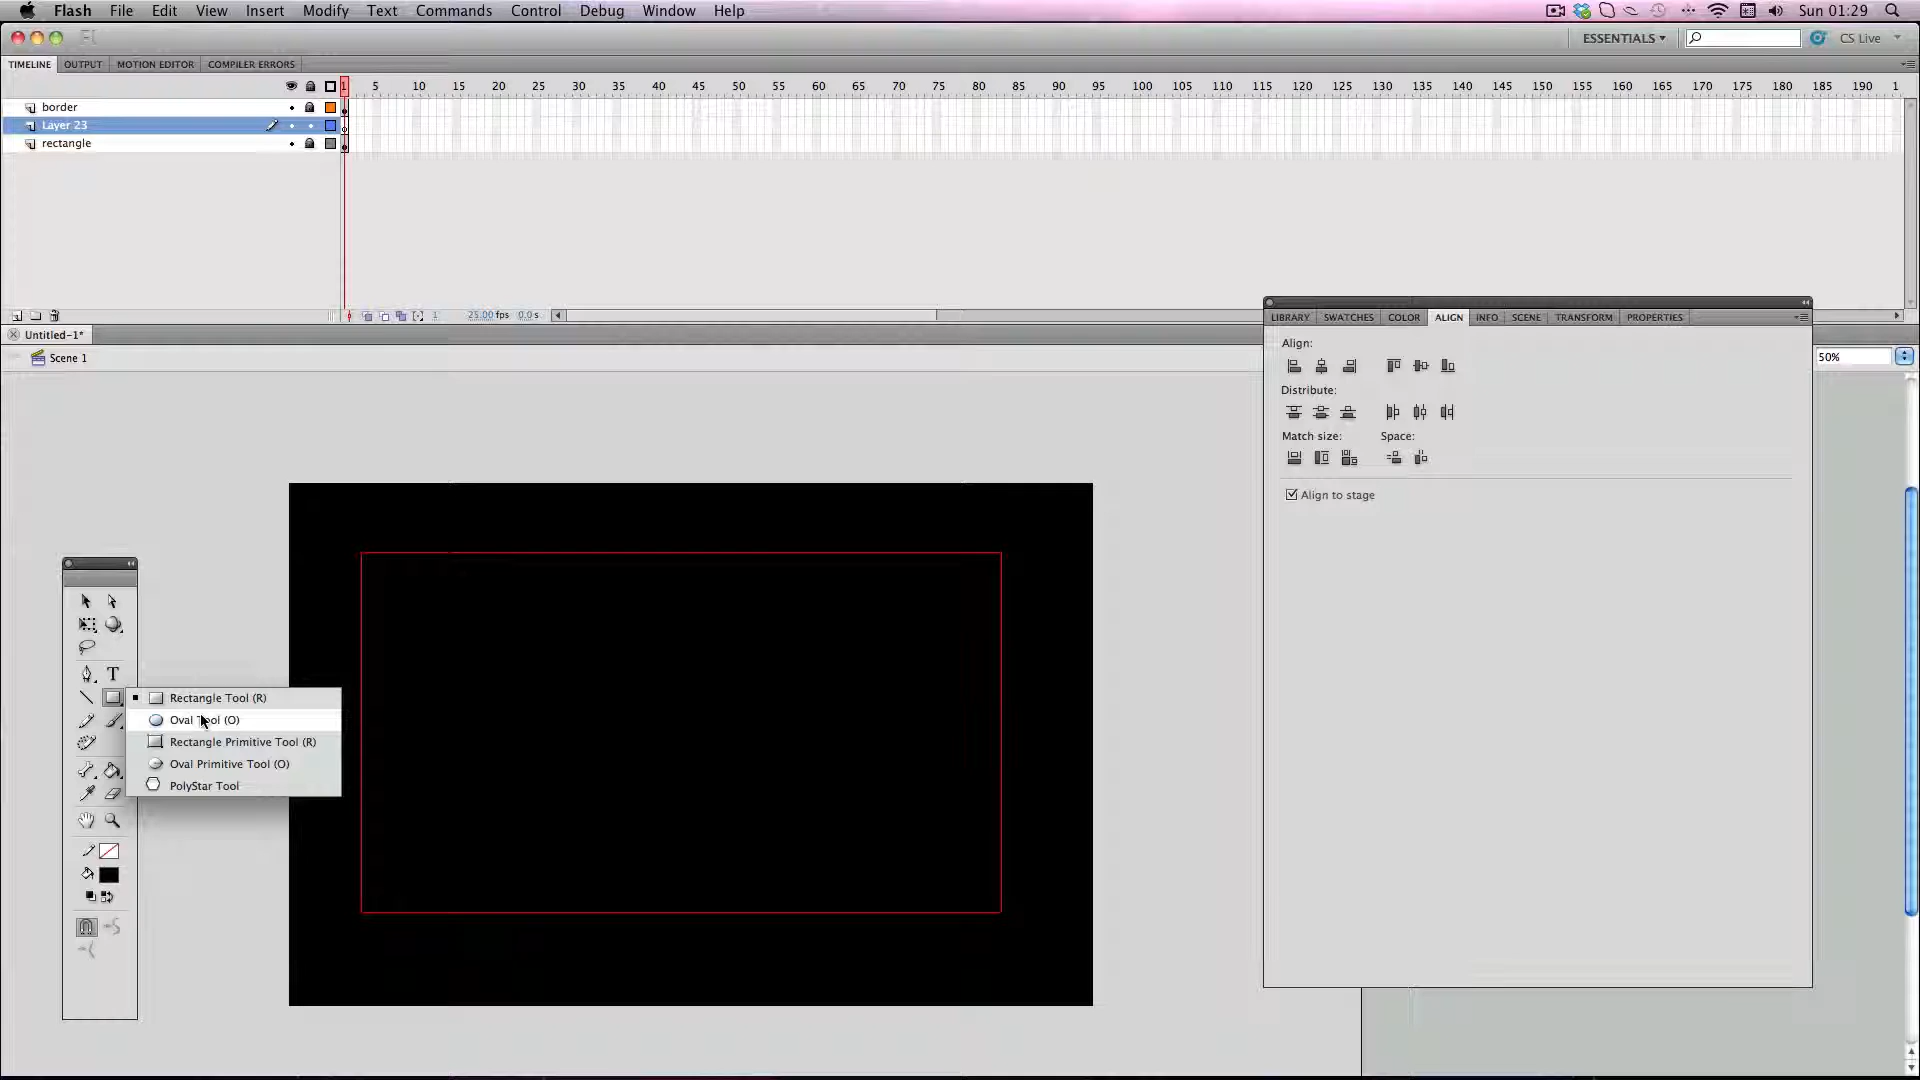 Flash File Edit View Insert Modify Text Commands Control Debug Window Help Sun 01:29
Fl ESSENTIALS CS Live
TIMELINE OUTPUT MOTION EDITOR COMPILER ERRORS
1 5 10 15 20 25 30 35 40 45 50 55 60 65 70 75 80 85 90 95 100 105 110 115 120 125 130 135 140 145 150 155 160 165 170 175 180 185 190 1
border
Layer 23
rectangle
1 25.00 fps 0.0 s
Untitled-1*
Scene 1
50%
LIBRARY SWATCHES COLOR ALIGN INFO SCENE TRANSFORM PROPERTIES
Align:
Distribute:
Match size: Space:
Align to stage
T
Rectangle Tool (R)
Oval Tool (O)
Rectangle Primitive Tool (R)
Oval Primitive Tool (O)
PolyStar Tool